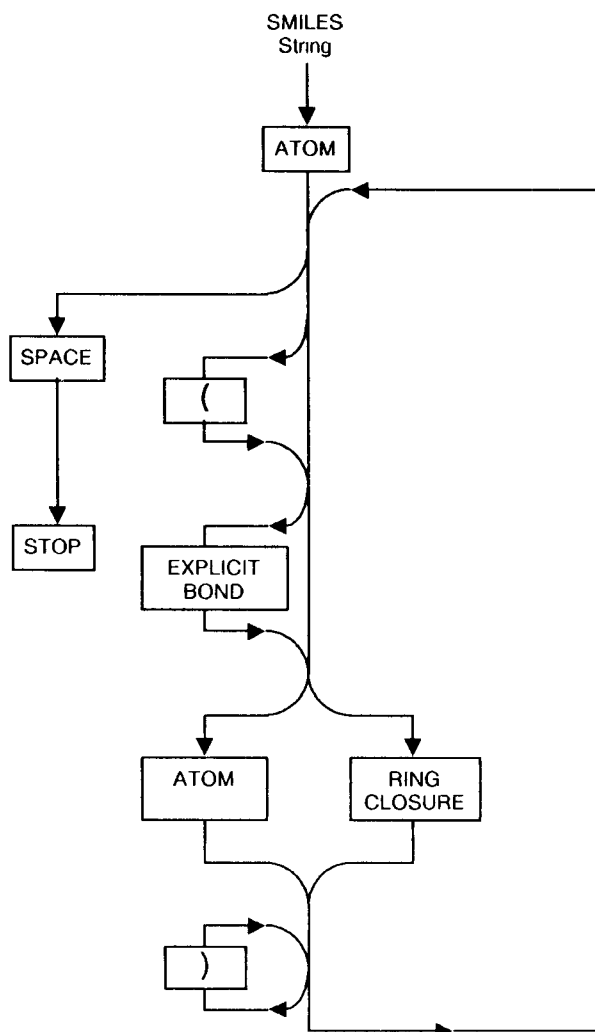 SMILES
String
ATOM
SPACE
(
STOP
EXPLICIT
BOND
ATOM
RING
CLOSURE
)